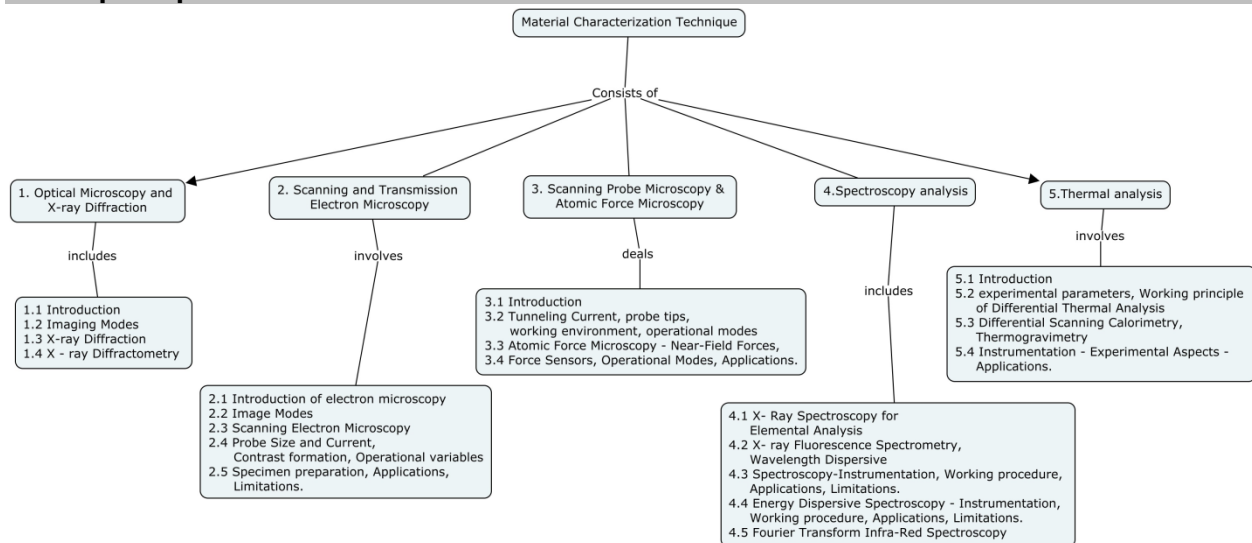 Material Characterization Technique
Consists of
1. Optical Microscopy and
X-ray Diffraction
2. Scanning and Transmission
Electron Microscopy
3. Scanning Probe Microscopy &
Atomic Force Microscopy
4.Spectroscopy analysis
5.Thermal analysis
includes
involves
deals
includes
involves
1.1 Introduction
1.2 Imaging Modes
1.3 X-ray Diffraction
1.4 X - ray Diffractometry
2.1 Introduction of electron microscopy
2.2 Image Modes
2.3 Scanning Electron Microscopy
2.4 Probe Size and Current,
Contrast formation, Operational variables
2.5 Specimen preparation, Applications,
Limitations.
3.1 Introduction
3.2 Tunneling Current, probe tips,
working environment, operational modes
3.3 Atomic Force Microscopy - Near-Field Forces,
3.4 Force Sensors, Operational Modes, Applications.
4.1 X- Ray Spectroscopy for
Elemental Analysis
4.2 X- ray Fluorescence Spectrometry,
Wavelength Dispersive
4.3 Spectroscopy-Instrumentation, Working procedure,
Applications, Limitations.
4.4 Energy Dispersive Spectroscopy - Instrumentation,
Working procedure, Applications, Limitations.
4.5 Fourier Transform Infra-Red Spectroscopy
5.1 Introduction
5.2 experimental parameters, Working principle
of Differential Thermal Analysis
5.3 Differential Scanning Calorimetry,
Thermogravimetry
5.4 Instrumentation - Experimental Aspects -
Applications.